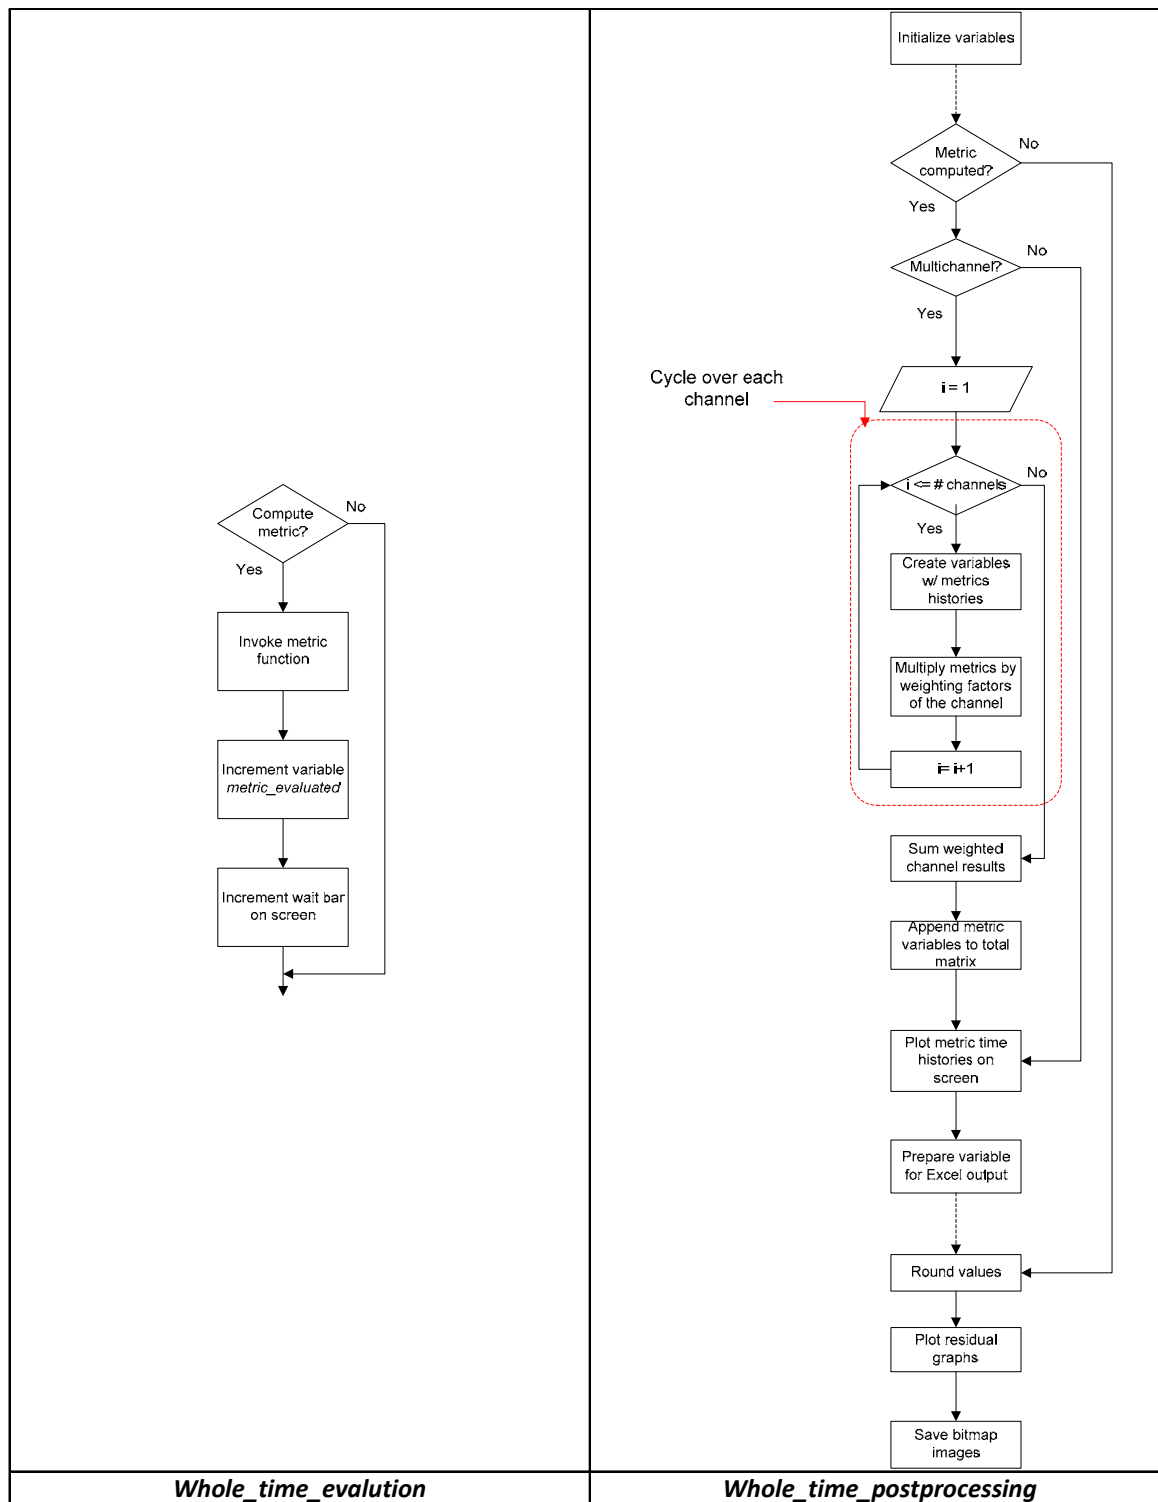 Compute
metric?
No
Yes
Invoke metric
function
Increment variable
metric_evaluated
Increment wait bar
on screen
Whole_time_evalution
Initialize variables
Metric
computed?
No
Yes
Multichannel?
No
Yes
i = 1
Cycle over each
channel
i <= # channels
No
Yes
Create variables
w/ metrics
histories
Multiply metrics by
weighting factors
of the channel
i= i+1
Sum weighted
channel results
Append metric
variables to total
matrix
Plot metric time
histories on
screen
Prepare variable
for Excel output
Round values
Plot residual
graphs
Save bitmap
images
Whole_time_postprocessing